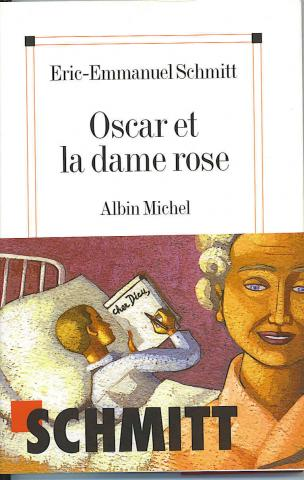 Eric-Emmanuel Schmitt
Oscar et
la dame rose
Albin Michel
cher Dieu,
SCHMITT